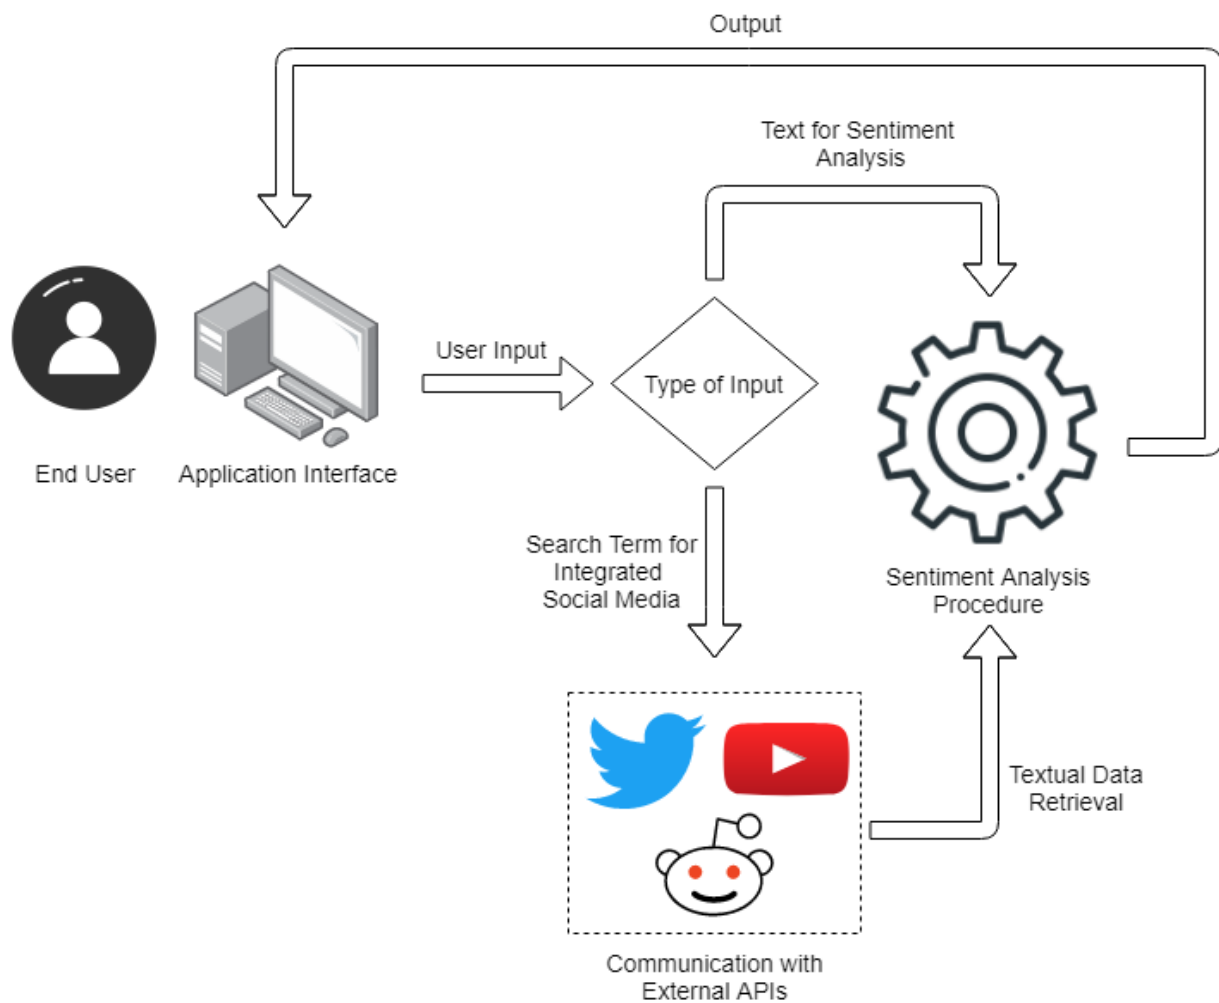 Output
Text for Sentiment
Analysis
User Input
Type of Input
End User
Application Interface
Search Term for
Integrated
Social Media
Sentiment Analysis
Procedure
Textual Data
Retrieval
Communication with
External APIs